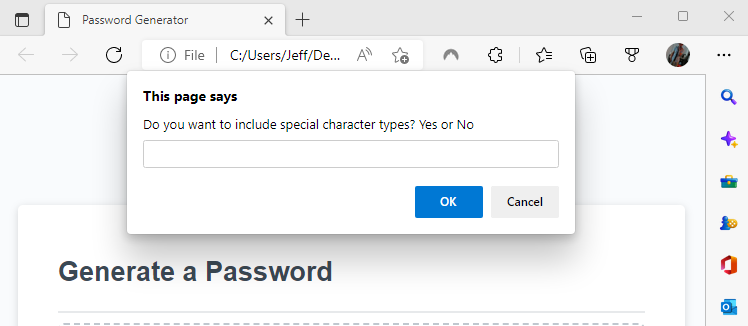 Password Generator
File C:/Users/Jeff/De...
This page says
Do you want to include special character types? Yes or No
OK Cancel
Generate a Password